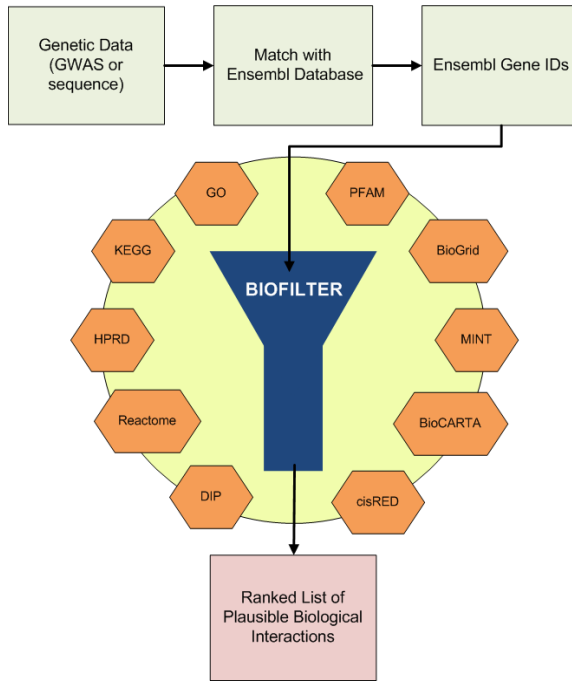 Genetic Data
(GWAS or
sequence)
Match with
Ensembl Database
Ensembl Gene IDs
GO
PFAM
KEGG
BioGrid
BIOFILTER
HPRD
MINT
Reactome
BioCARTA
DIP
cisRED
Ranked List of
Plausible Biological
Interactions